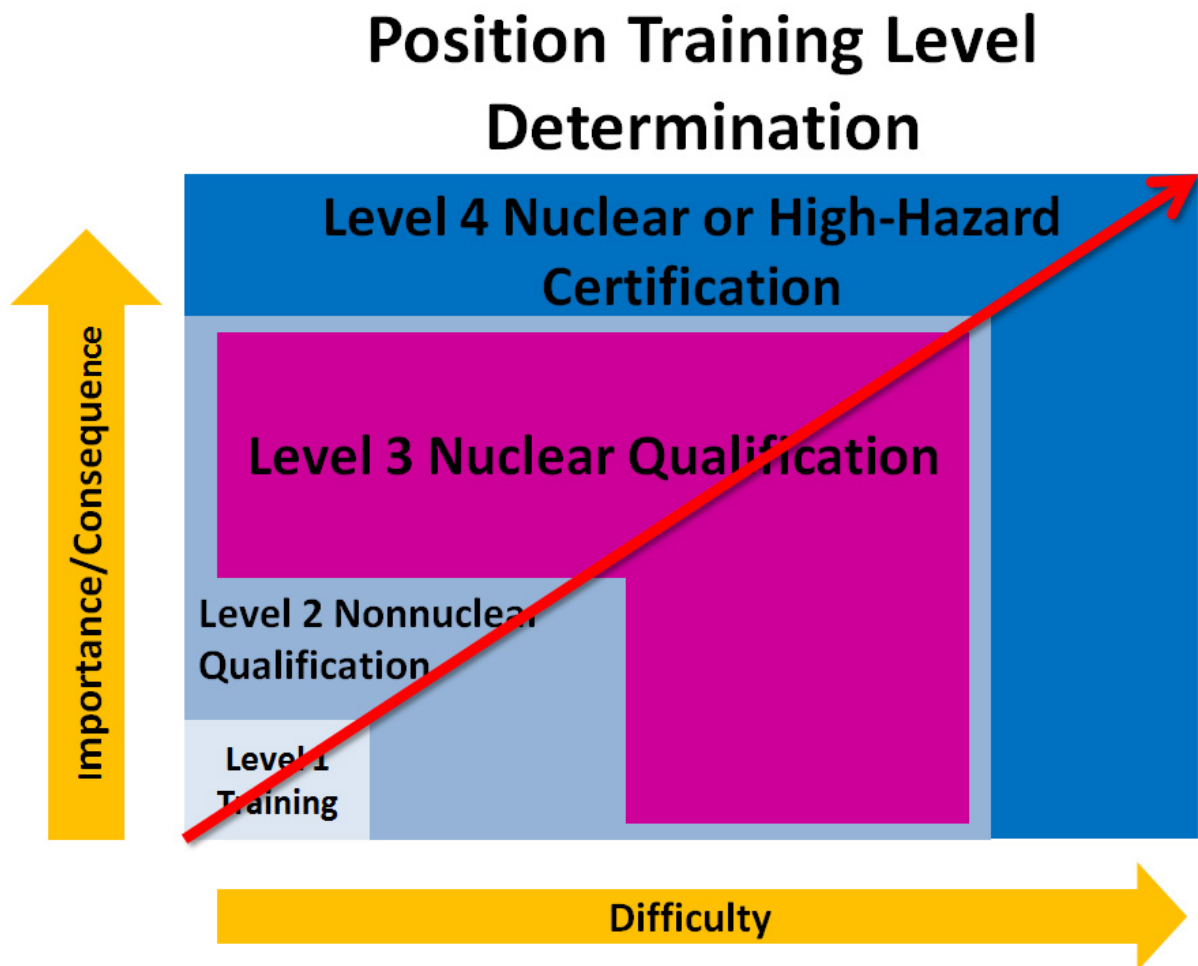 Position Training Level
Determination
Level 4 Nuclear or High-Hazard
Certification
Importance/Consequence
Level 3 Nuclear Qualification
Level 2 Nonnuclear
Qualification
Level 1
Training
Difficulty